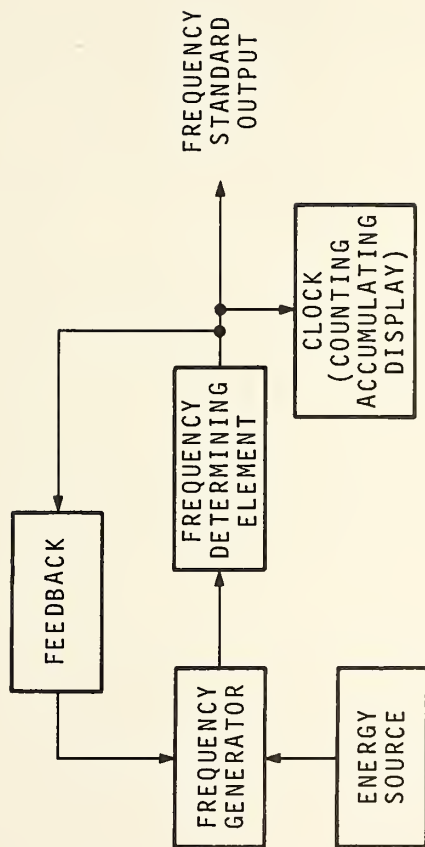 FEEDBACK
FREQUENCY
GENERATOR
FREQUENCY
DETERMINING
ELEMENT
FREQUENCY
STANDARD
OUTPUT
ENERGY
SOURCE
CLOCK
(COUNTING
ACCUMULATING
DISPLAY)